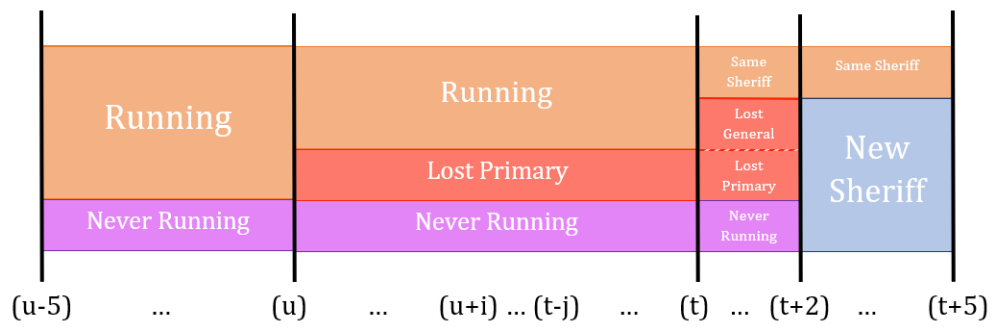 Running
Never Running
Running
Lost Primary
Never Running
Same
Sheriff
Lost
General
Lost
Primary
Never
Running
Same Sheriff
New
Sheriff
(u-5) ... (u) ... (u+i) ... (t-j) ... (t) ... (t+2) ... (t+5)